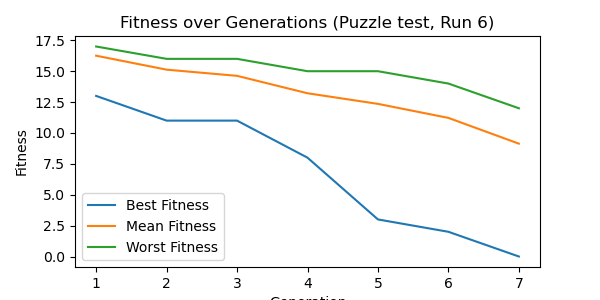 Fitness over Generations (Puzzle test, Run 6)
17.5
15.0
12.5
10.0
7.5
5.0
2.5
0.0
Fitness
Best Fitness
Mean Fitness
Worst Fitness
1 2 3 4 5 6 7
Generation